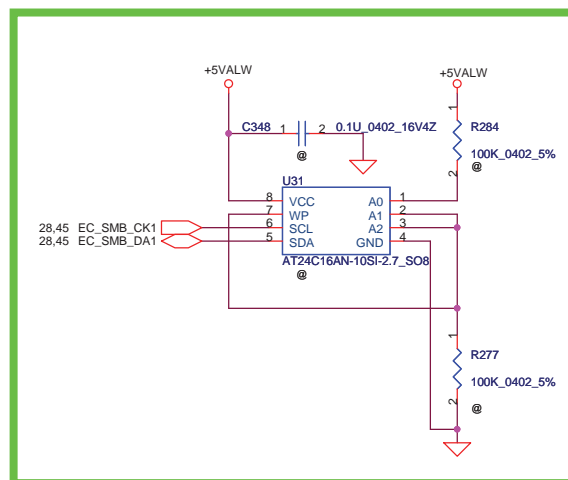 +5VALW
+5VALW
C348 1 2 0.1U_0402_16V4Z
@
1
R284
100K_0402_5%
2
@
U31
8 VCC A0 1
7 WP A1 2
28,45 EC_SMB_CK1 6 SCL A2 3
28,45 EC_SMB_DA1 5 SDA GND 4
AT24C16AN-10SI-2.7_SO8
@
1
R277
100K_0402_5%
2
@